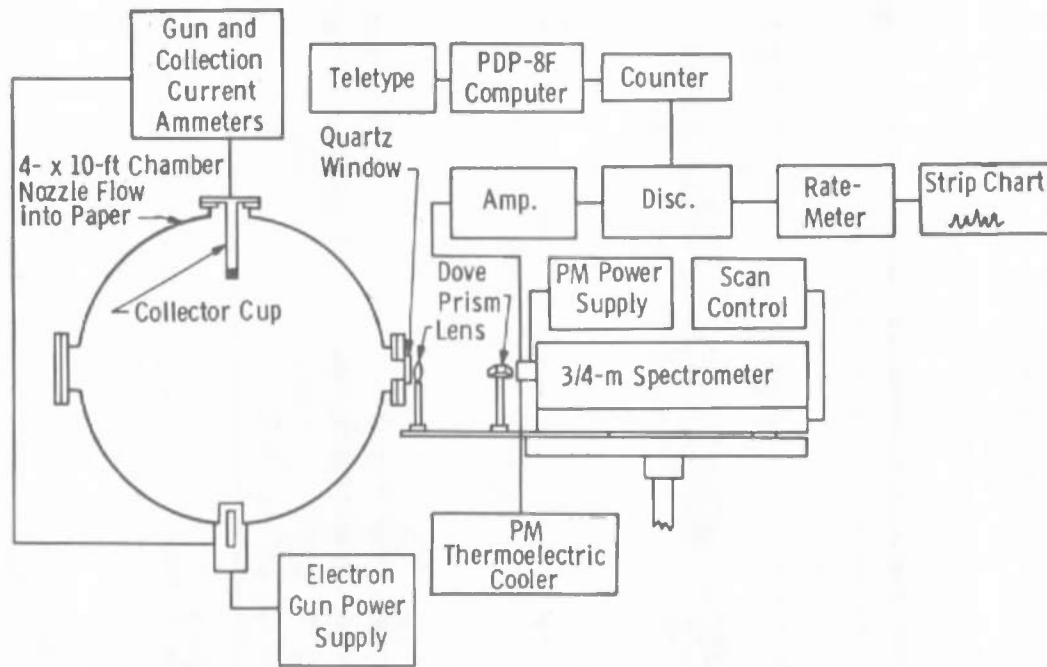 Gun and
Collection
Current
Ammeters
Teletype
PDP-8F
Computer
Counter
Quartz
Window
4- x 10-ft Chamber
Nozzle Flow
into Paper
Amp.
Disc.
Rate-
Meter
Strip Chart
Collector Cup
Dove
Prism
Lens
PM Power
Supply
Scan
Control
3/4-m Spectrometer
PM
Thermoelectric
Cooler
Electron
Gun Power
Supply